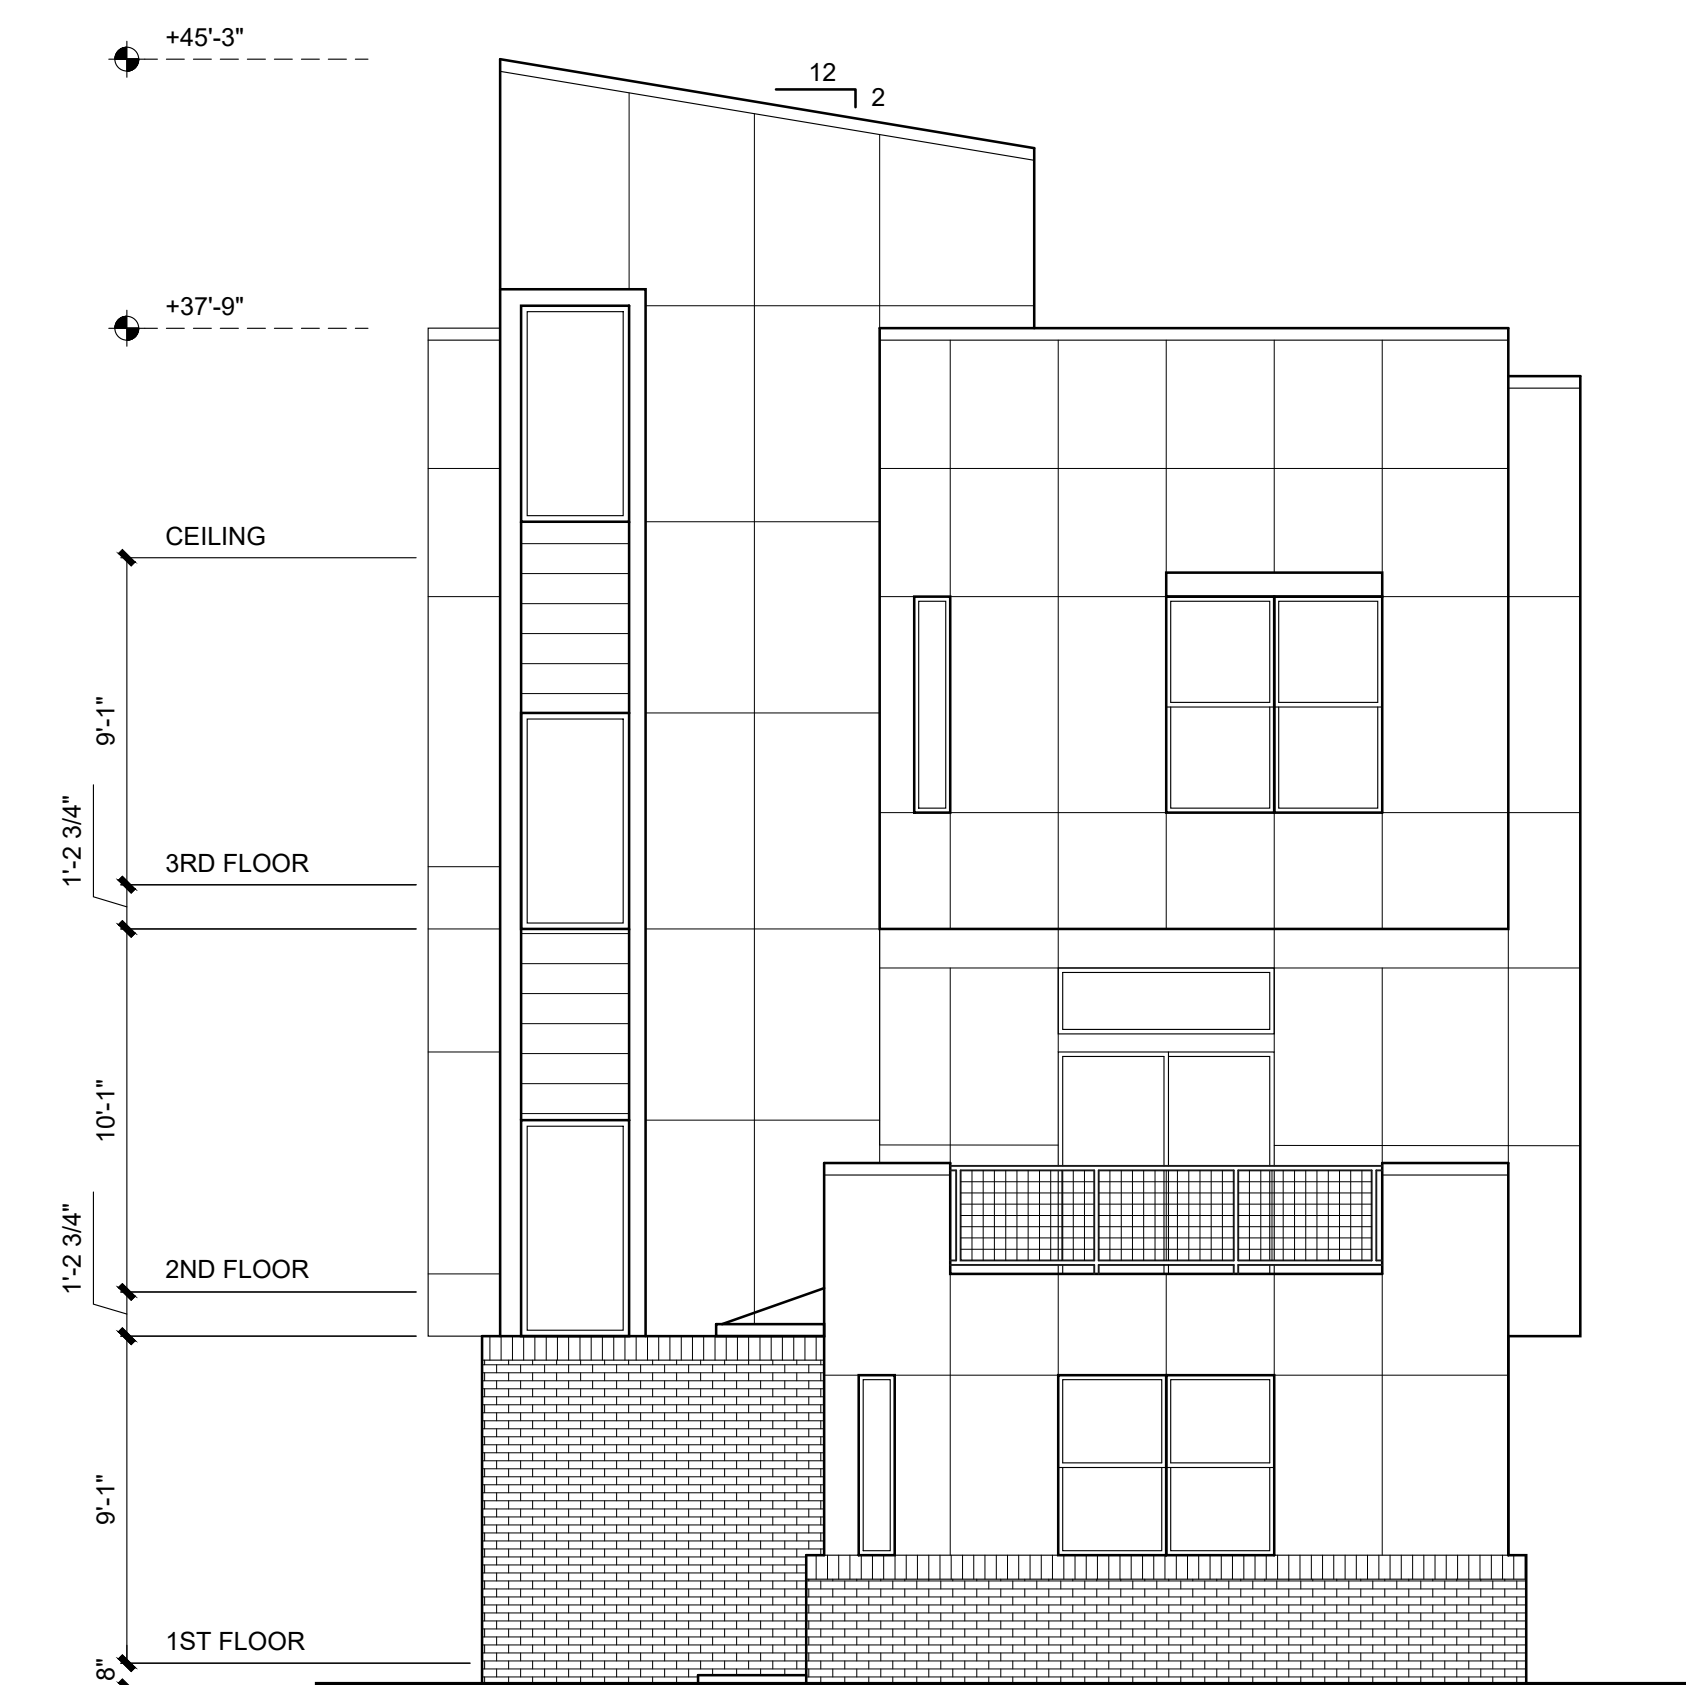 +45'-3"
12
2
+37'-9"
CEILING
9'-1"
1'-2 3/4"
3RD FLOOR
10'-1"
1'-2 3/4"
2ND FLOOR
9'-1"
1ST FLOOR
8"